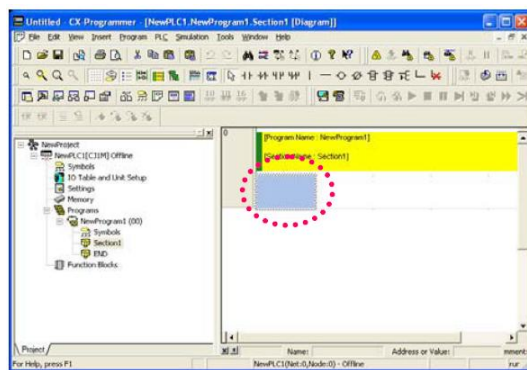 Untitled - CX-Programmer - [NewPLC1.NewProgram1.Section1 [Diagram]]
File Edit View Insert Program PLC Simulation Tools Window Help
0
[Program Name : NewProgram1]
[Section Name : Section1]
NewProject
NewPLC1[CJ1M] Offline
Symbols
IO Table and Unit Setup
Settings
Memory
Programs
NewProgram1 (00)
Symbols
Section1
END
Function Blocks
Project
Name:
Address or Value:
For Help, press F1
NewPLC1(Net:0,Node:0) - Offline